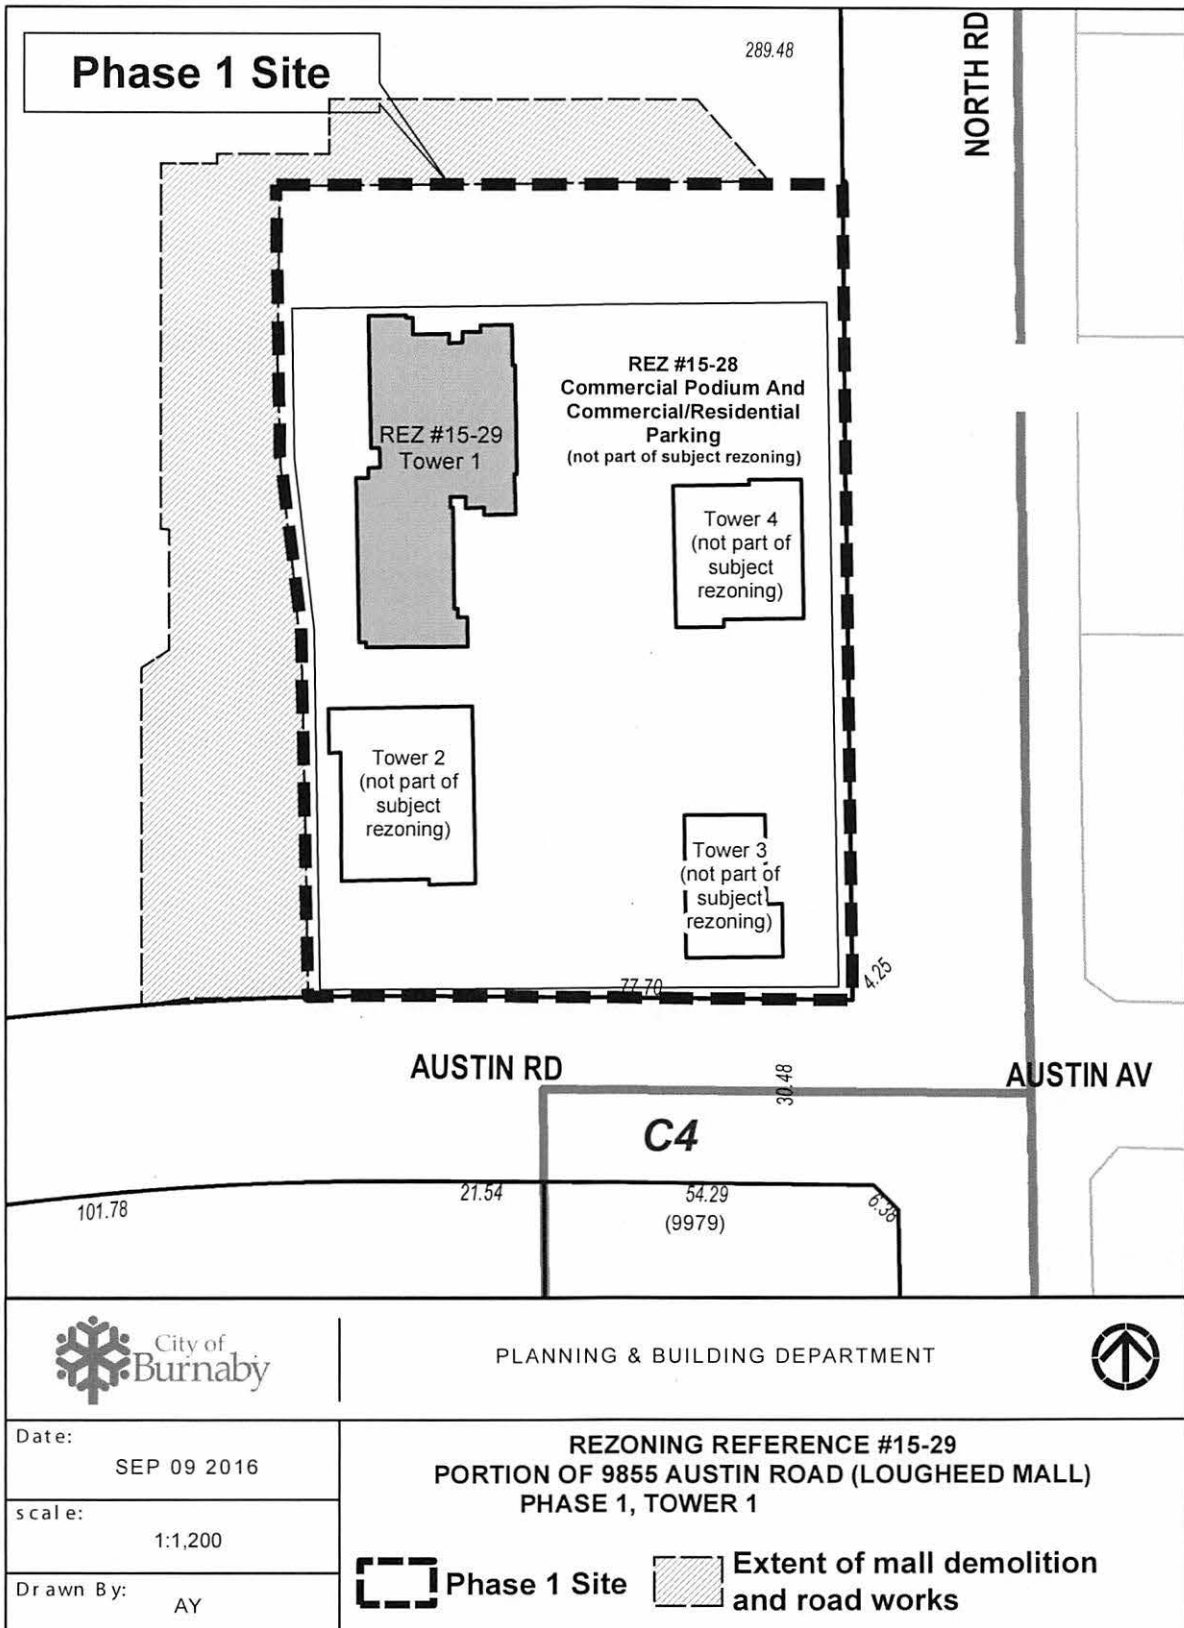 Phase 1 Site
289.48
NORTH RD
REZ #15-28
Commercial Podium And
Commercial/Residential
Parking
(not part of subject rezoning)
REZ #15-29
Tower 1
Tower 4
(not part of
subject
rezoning)
Tower 2
(not part of
subject
rezoning)
Tower 3
(not part of
subject
rezoning)
77.70
4.25
AUSTIN RD
30.48
AUSTIN AV
C4
101.78
21.54
54.29
6.38
(9979)
City of
Burnaby
PLANNING & BUILDING DEPARTMENT
Date:
SEP 09 2016
scale:
1:1,200
Drawn By:
AY
REZONING REFERENCE #15-29
PORTION OF 9855 AUSTIN ROAD (LOUGHEED MALL)
PHASE 1, TOWER 1
Phase 1 Site
Extent of mall demolition
and road works